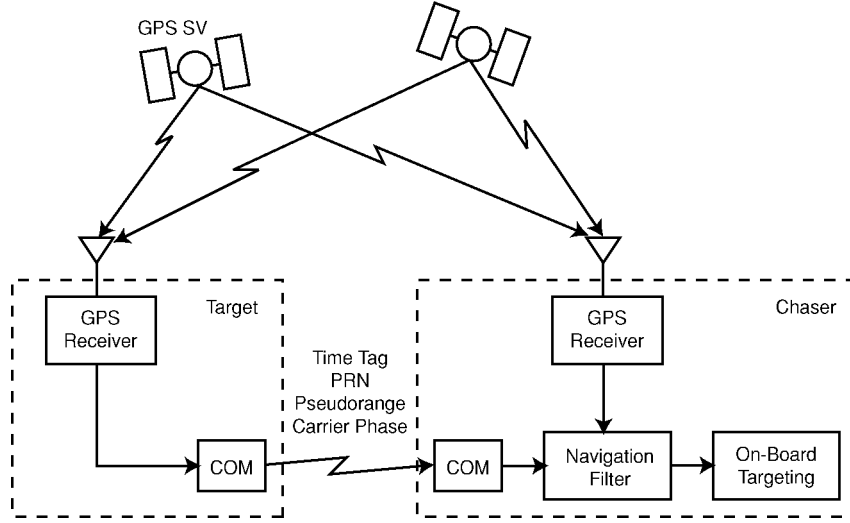 GPS SV
Target
GPS
Receiver
COM
Time Tag
PRN
Pseudorange
Carrier Phase
Chaser
GPS
Receiver
COM
Navigation
Filter
On-Board
Targeting